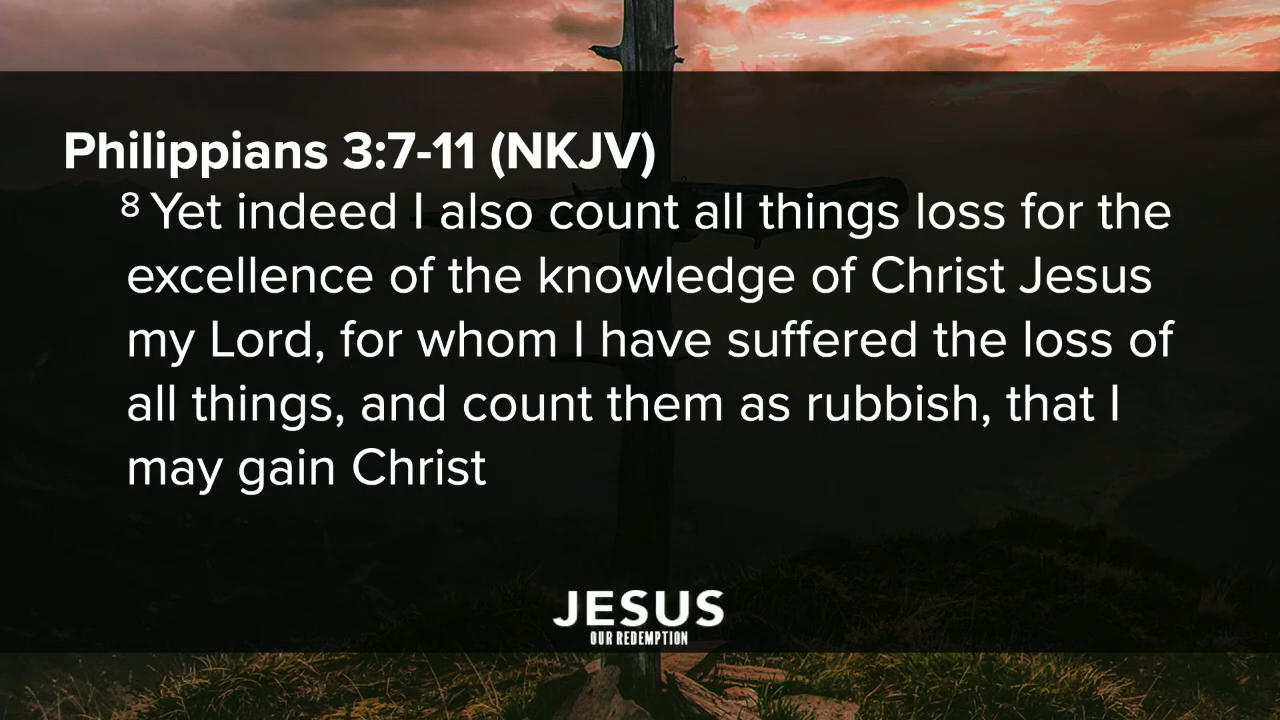 Philippians 3:7-11 (NKJV)
8 Yet indeed I also count all things loss for the
excellence of the knowledge of Christ Jesus
my Lord, for whom I have suffered the loss of
all things, and count them as rubbish, that I
may gain Christ
JESUS
OUR REDEMPTION